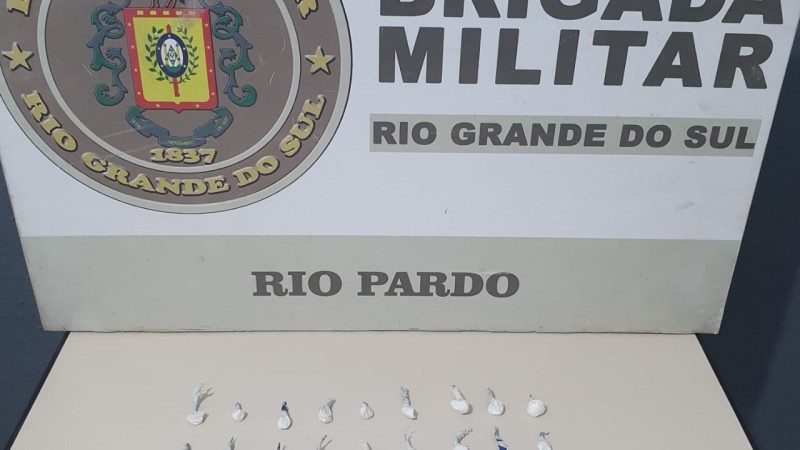 BRIGADA
MILITAR
RIO GRANDE DO SUL
1837
RIO GRANDE DO SUL
RIO PARDO